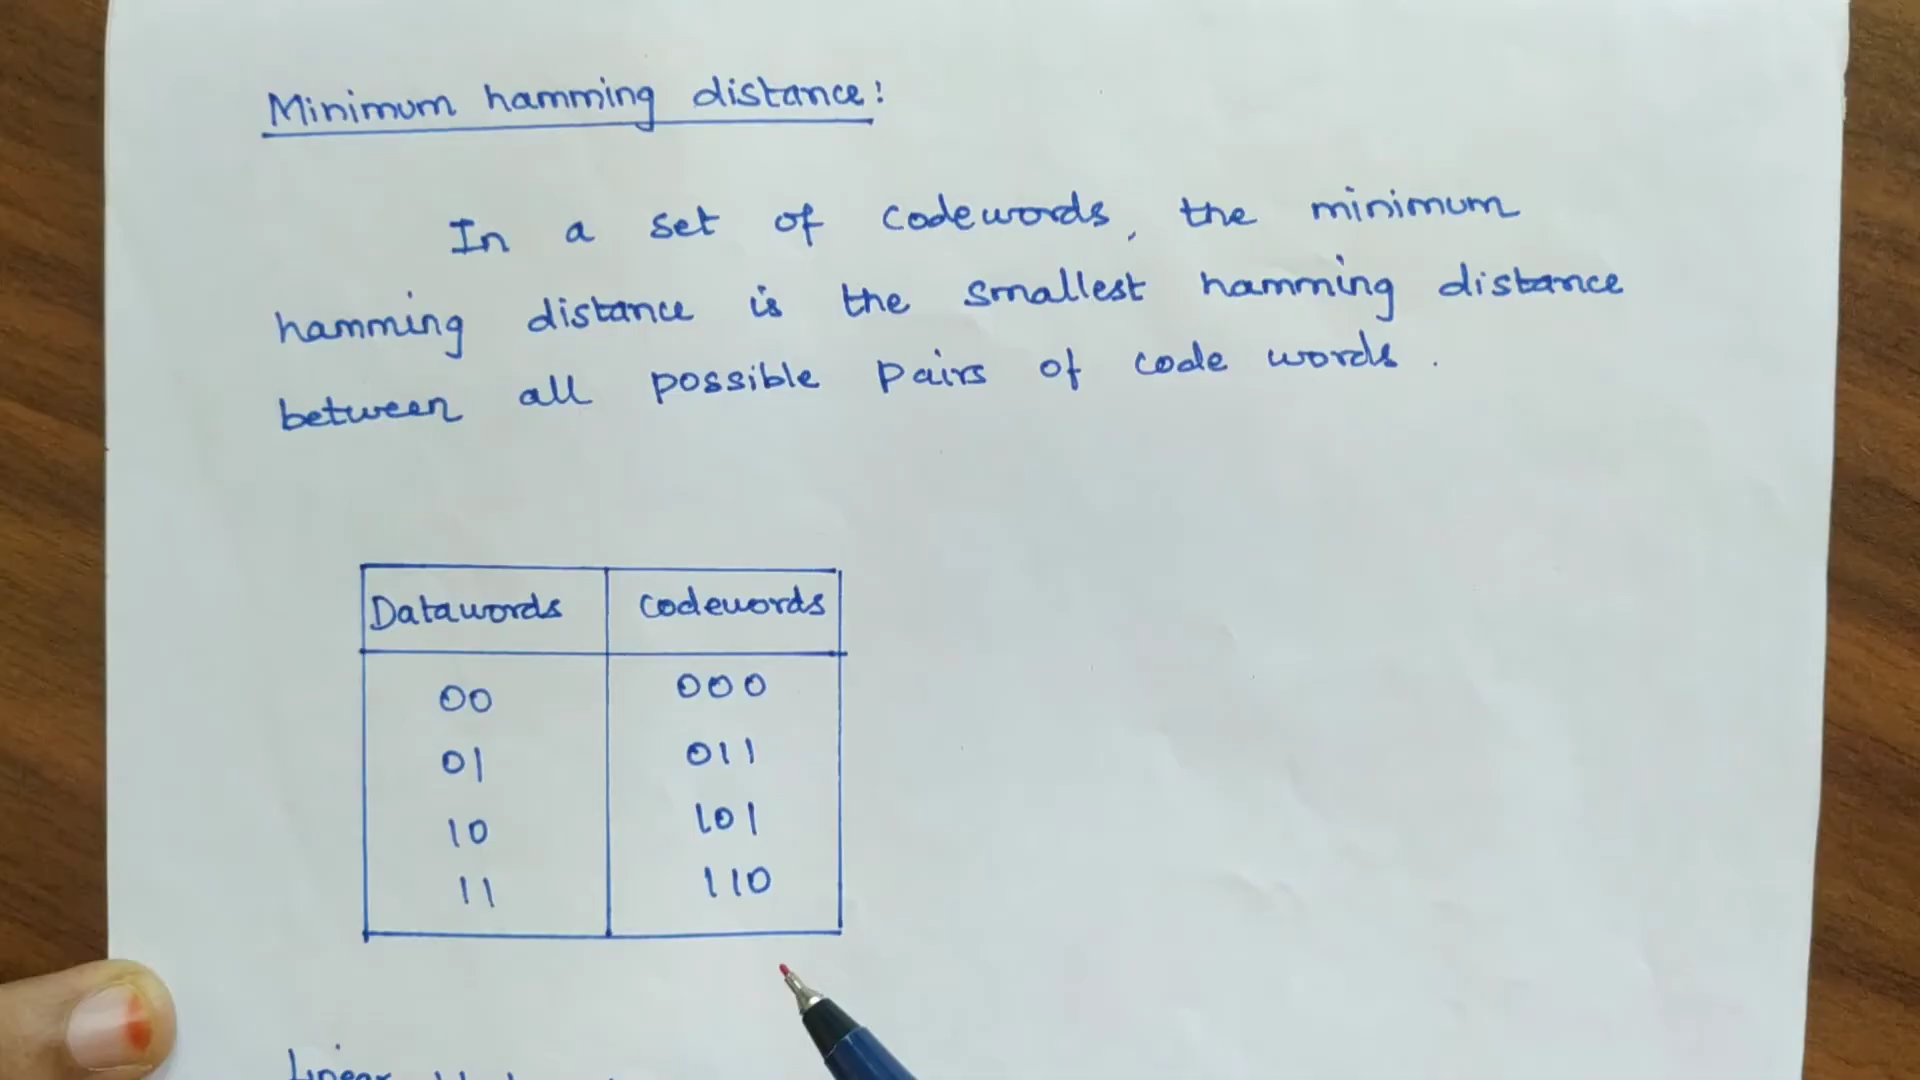 Minimum hamming distance:
In a set of codewords, the minimum
hamming distance is the smallest hamming distance
between all possible pairs of code words.
Datawords codewords
00 000
01 011
10 101
11 110
Linear